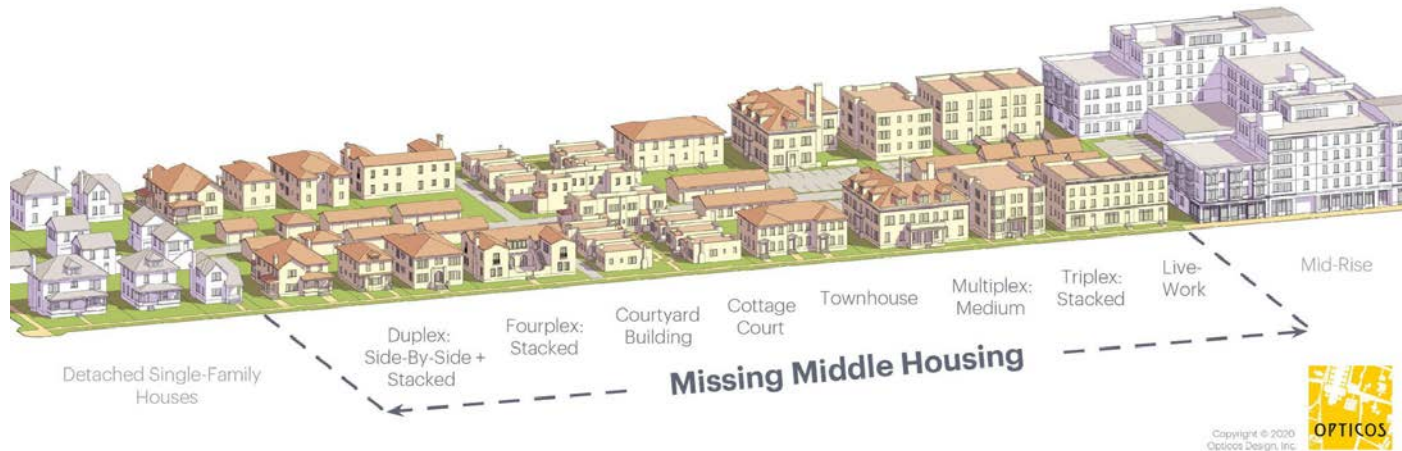 Detached Single-Family
Houses
Duplex:
Side-By-Side +
Stacked
Fourplex:
Stacked
Courtyard
Building
Cottage
Court
Townhouse
Multiplex:
Medium
Triplex:
Stacked
Live-
Work
Mid-Rise
Missing Middle Housing
Copyright © 2020
Opticos Design, Inc.
OPTICOS